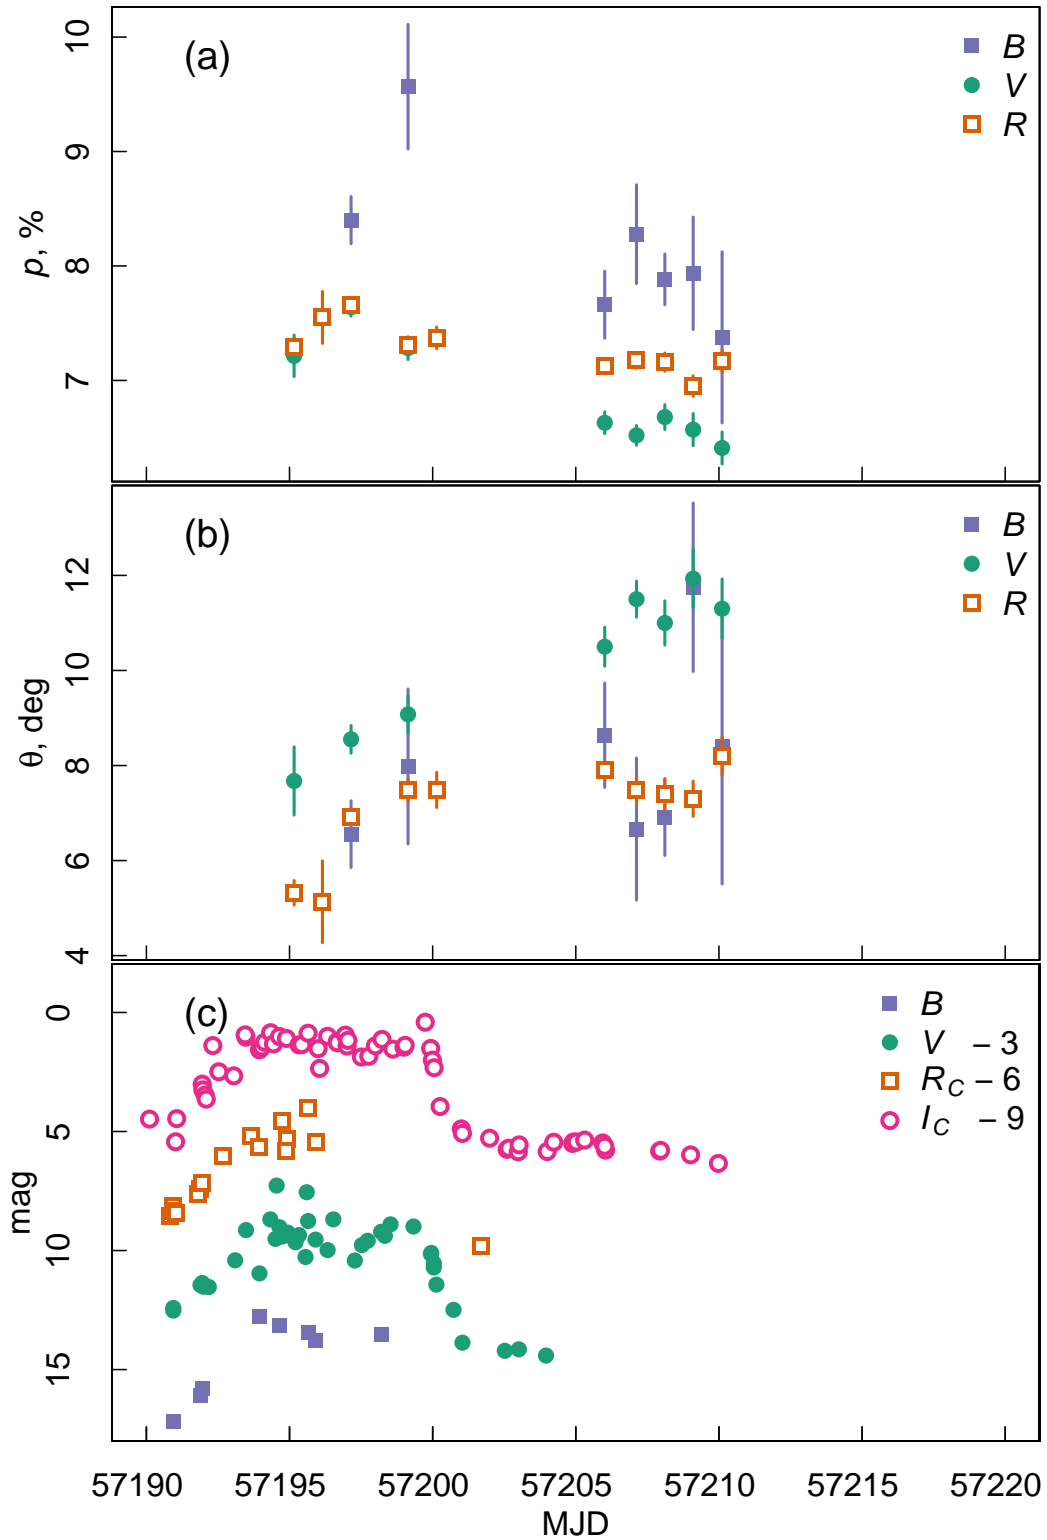 (a)
B
V
R
10
9
8
7
p, %
(b)
B
V
R
12
10
8
6
4
θ, deg
(c)
B
V − 3
R_C − 6
I_C − 9
0
5
10
15
mag
57190 57195 57200 57205 57210 57215 57220
MJD